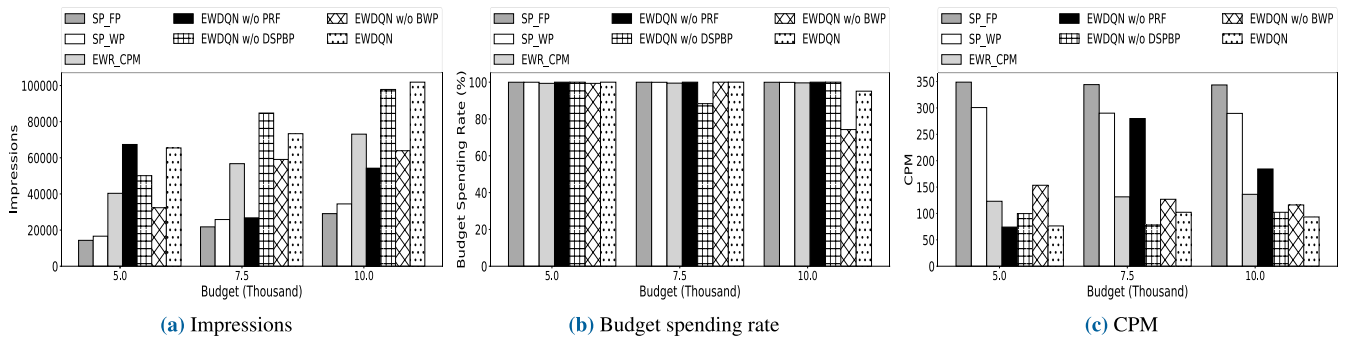 SP_FP
SP_WP
EWR_CPM
EWDQN w/o PRF
EWDQN w/o DSPBP
EWDQN w/o BWP
EWDQN
100000
80000
60000
40000
20000
0
Impressions
5.0
7.5
10.0
Budget (Thousand)
(a) Impressions
SP_FP
SP_WP
EWR_CPM
EWDQN w/o PRF
EWDQN w/o DSPBP
EWDQN w/o BWP
EWDQN
100
80
60
40
20
0
Budget Spending Rate (%)
5.0
7.5
10.0
Budget (Thousand)
(b) Budget spending rate
SP_FP
SP_WP
EWR_CPM
EWDQN w/o PRF
EWDQN w/o DSPBP
EWDQN w/o BWP
EWDQN
350
300
250
200
150
100
50
0
CPM
5.0
7.5
10.0
Budget (Thousand)
(c) CPM